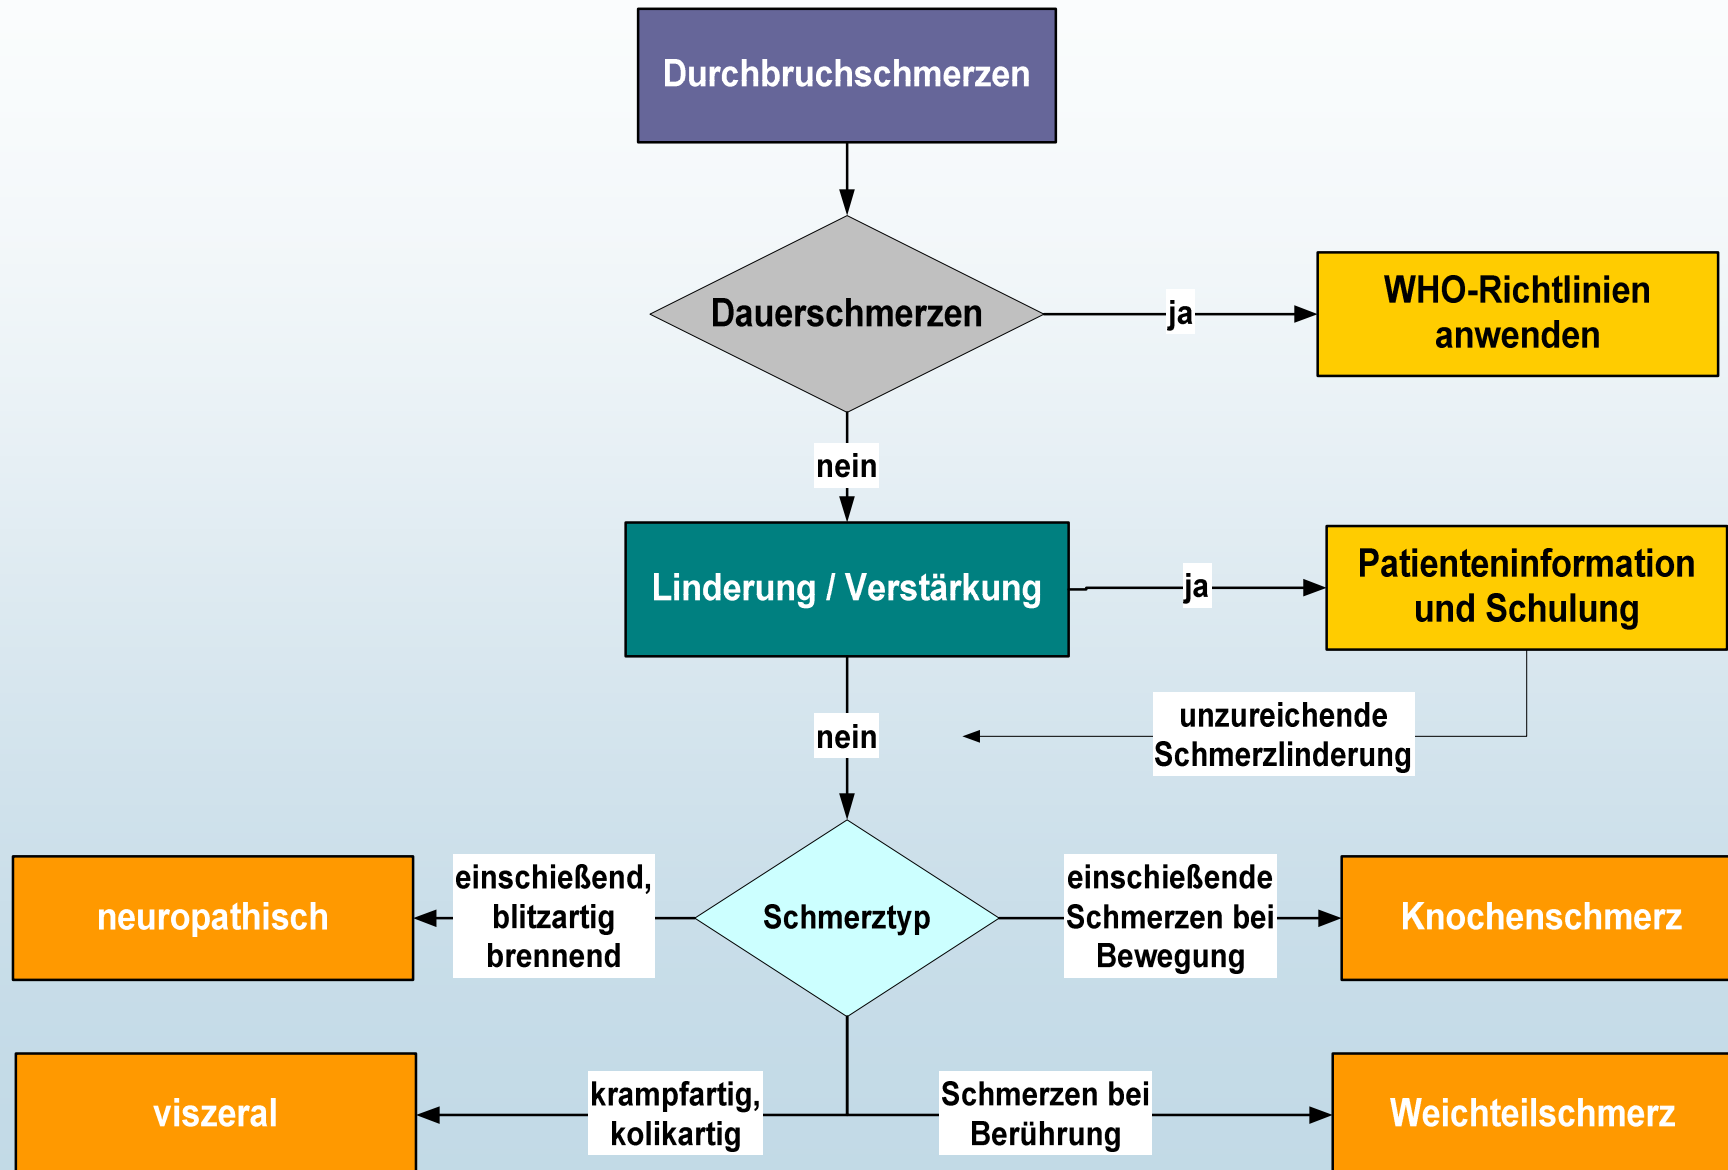 Durchbruchschmerzen
Dauerschmerzen
ja
WHO-Richtlinien
anwenden
nein
Linderung / Verstärkung
ja
Patienteninformation
und Schulung
unzureichende
Schmerzlinderung
nein
neuropathisch
einschießend,
blitzartig
brennend
Schmerztyp
einschießende
Schmerzen bei
Bewegung
Knochenschmerz
viszeral
krampfartig,
kolikartig
Schmerzen bei
Berührung
Weichteilschmerz